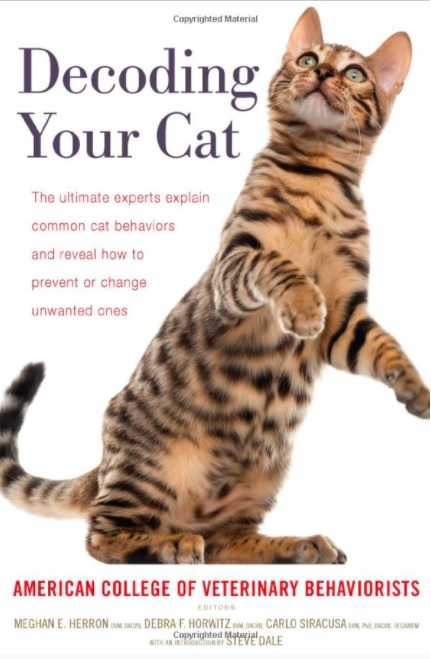 Copyrighted Material
Decoding
Your Cat
The ultimate experts explain
common cat behaviors
and reveal how to
prevent or change
unwanted ones
AMERICAN COLLEGE OF VETERINARY BEHAVIORISTS
EDITORS
MEGHAN E. HERRON DVM, DACVB, DEBRA F. HORWITZ DVM, DACVB, CARLO SIRACUSA DVM, PhD, DACVB, DECAWBM
WITH AN INTRODUCTION BY STEVE DALE
Copyrighted Material